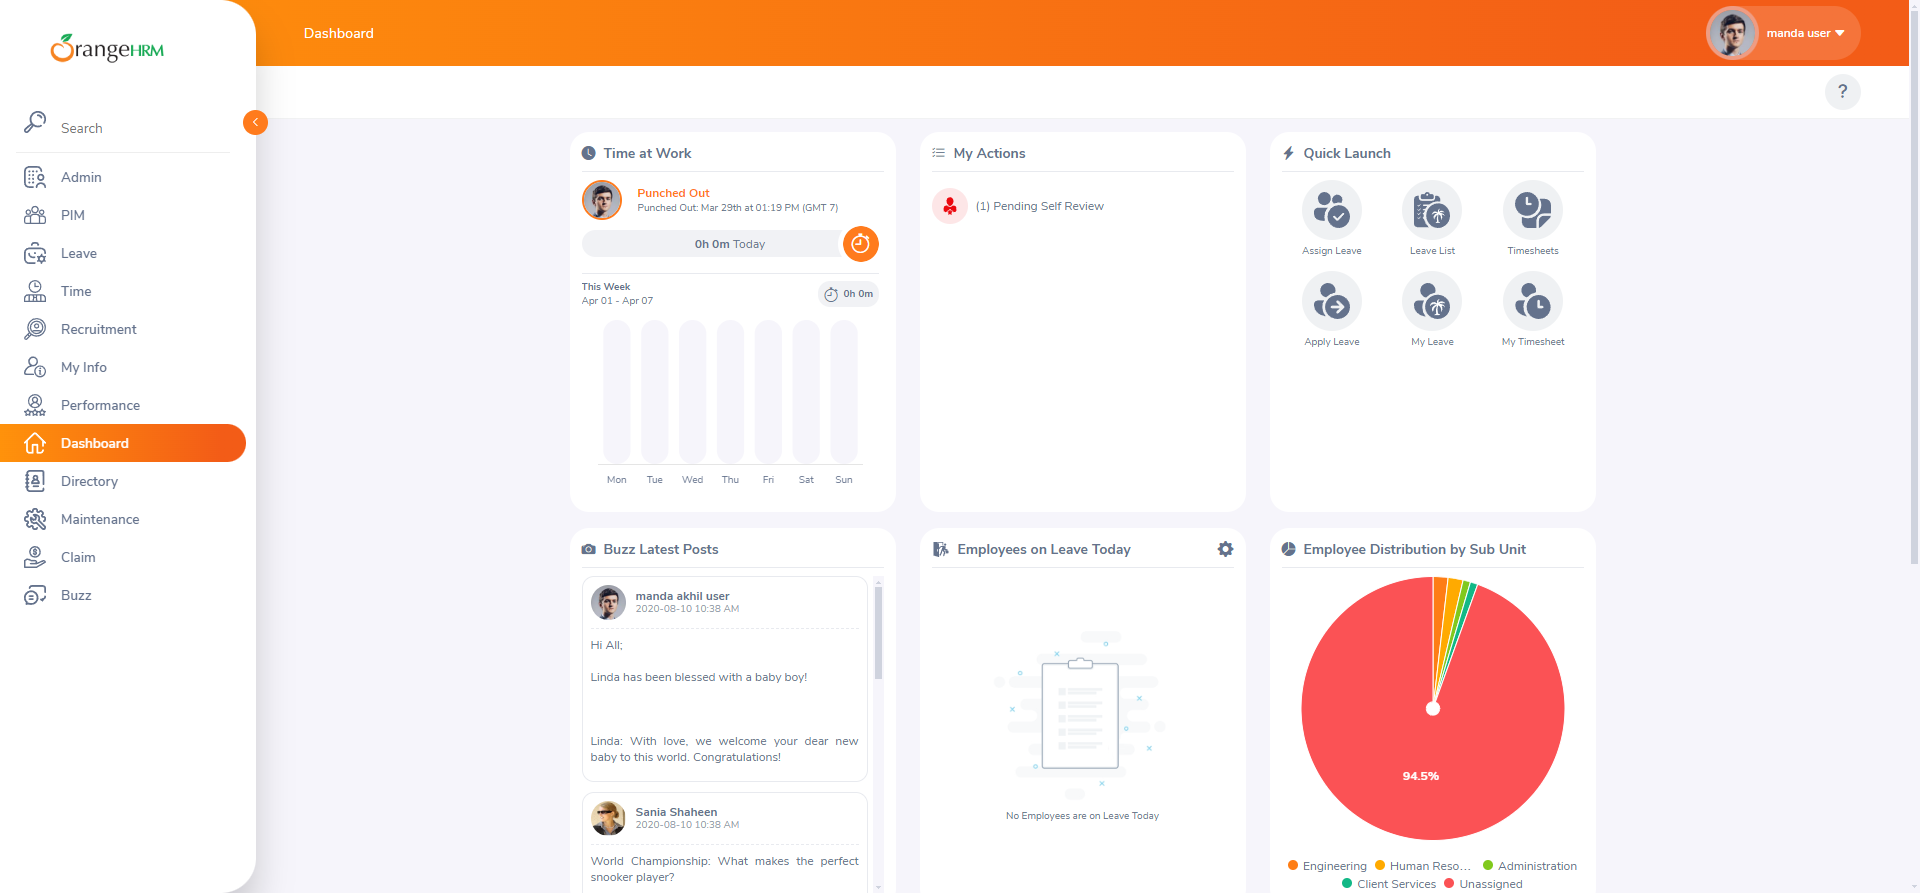 OrangeHRM
Dashboard
manda user
?
Search
Admin
PIM
Leave
Time
Recruitment
My Info
Performance
Dashboard
Directory
Maintenance
Claim
Buzz
Time at Work
Punched Out
Punched Out: Mar 29th at 01:19 PM (GMT 7)
0h 0m Today
This Week
Apr 01 - Apr 07
0h 0m
Mon Tue Wed Thu Fri Sat Sun
My Actions
(1) Pending Self Review
Quick Launch
Assign Leave Leave List Timesheets
Apply Leave My Leave My Timesheet
Buzz Latest Posts
manda akhil user
2020-08-10 10:38 AM
Hi All;
Linda has been blessed with a baby boy!
Linda: With love, we welcome your dear new
baby to this world. Congratulations!
Sania Shaheen
2020-08-10 10:38 AM
World Championship: What makes the perfect
snooker player?
Employees on Leave Today
No Employees are on Leave Today
Employee Distribution by Sub Unit
94.5%
Engineering Human Reso... Administration
Client Services Unassigned